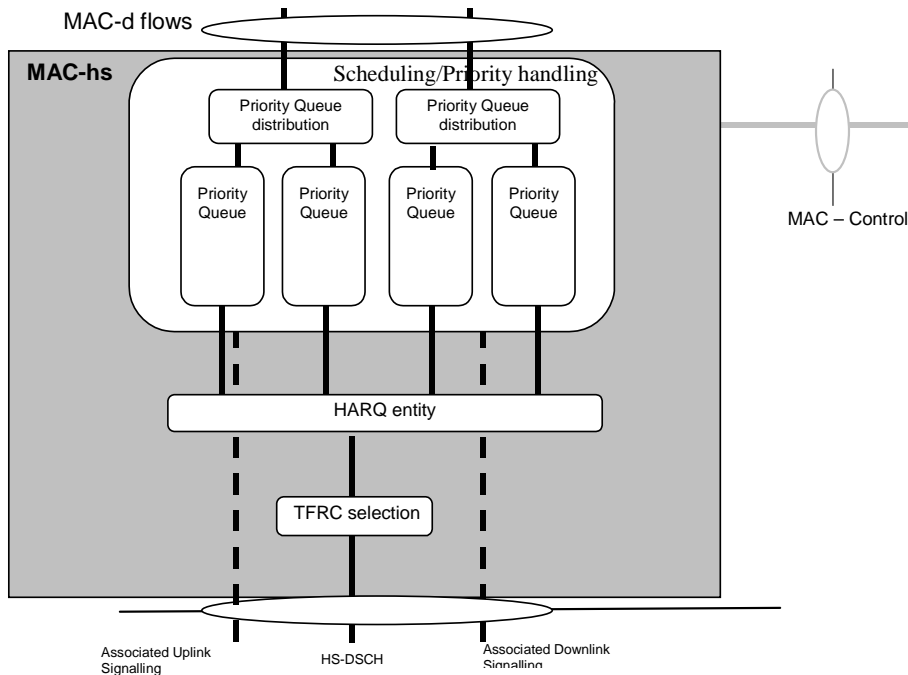 MAC-d flows
MAC-hs
Scheduling/Priority handling
Priority Queue
distribution
Priority Queue
distribution
Priority
Queue
Priority
Queue
Priority
Queue
Priority
Queue
MAC – Control
HARQ entity
TFRC selection
Associated Uplink
Signalling
HS-DSCH
Associated Downlink
Signalling